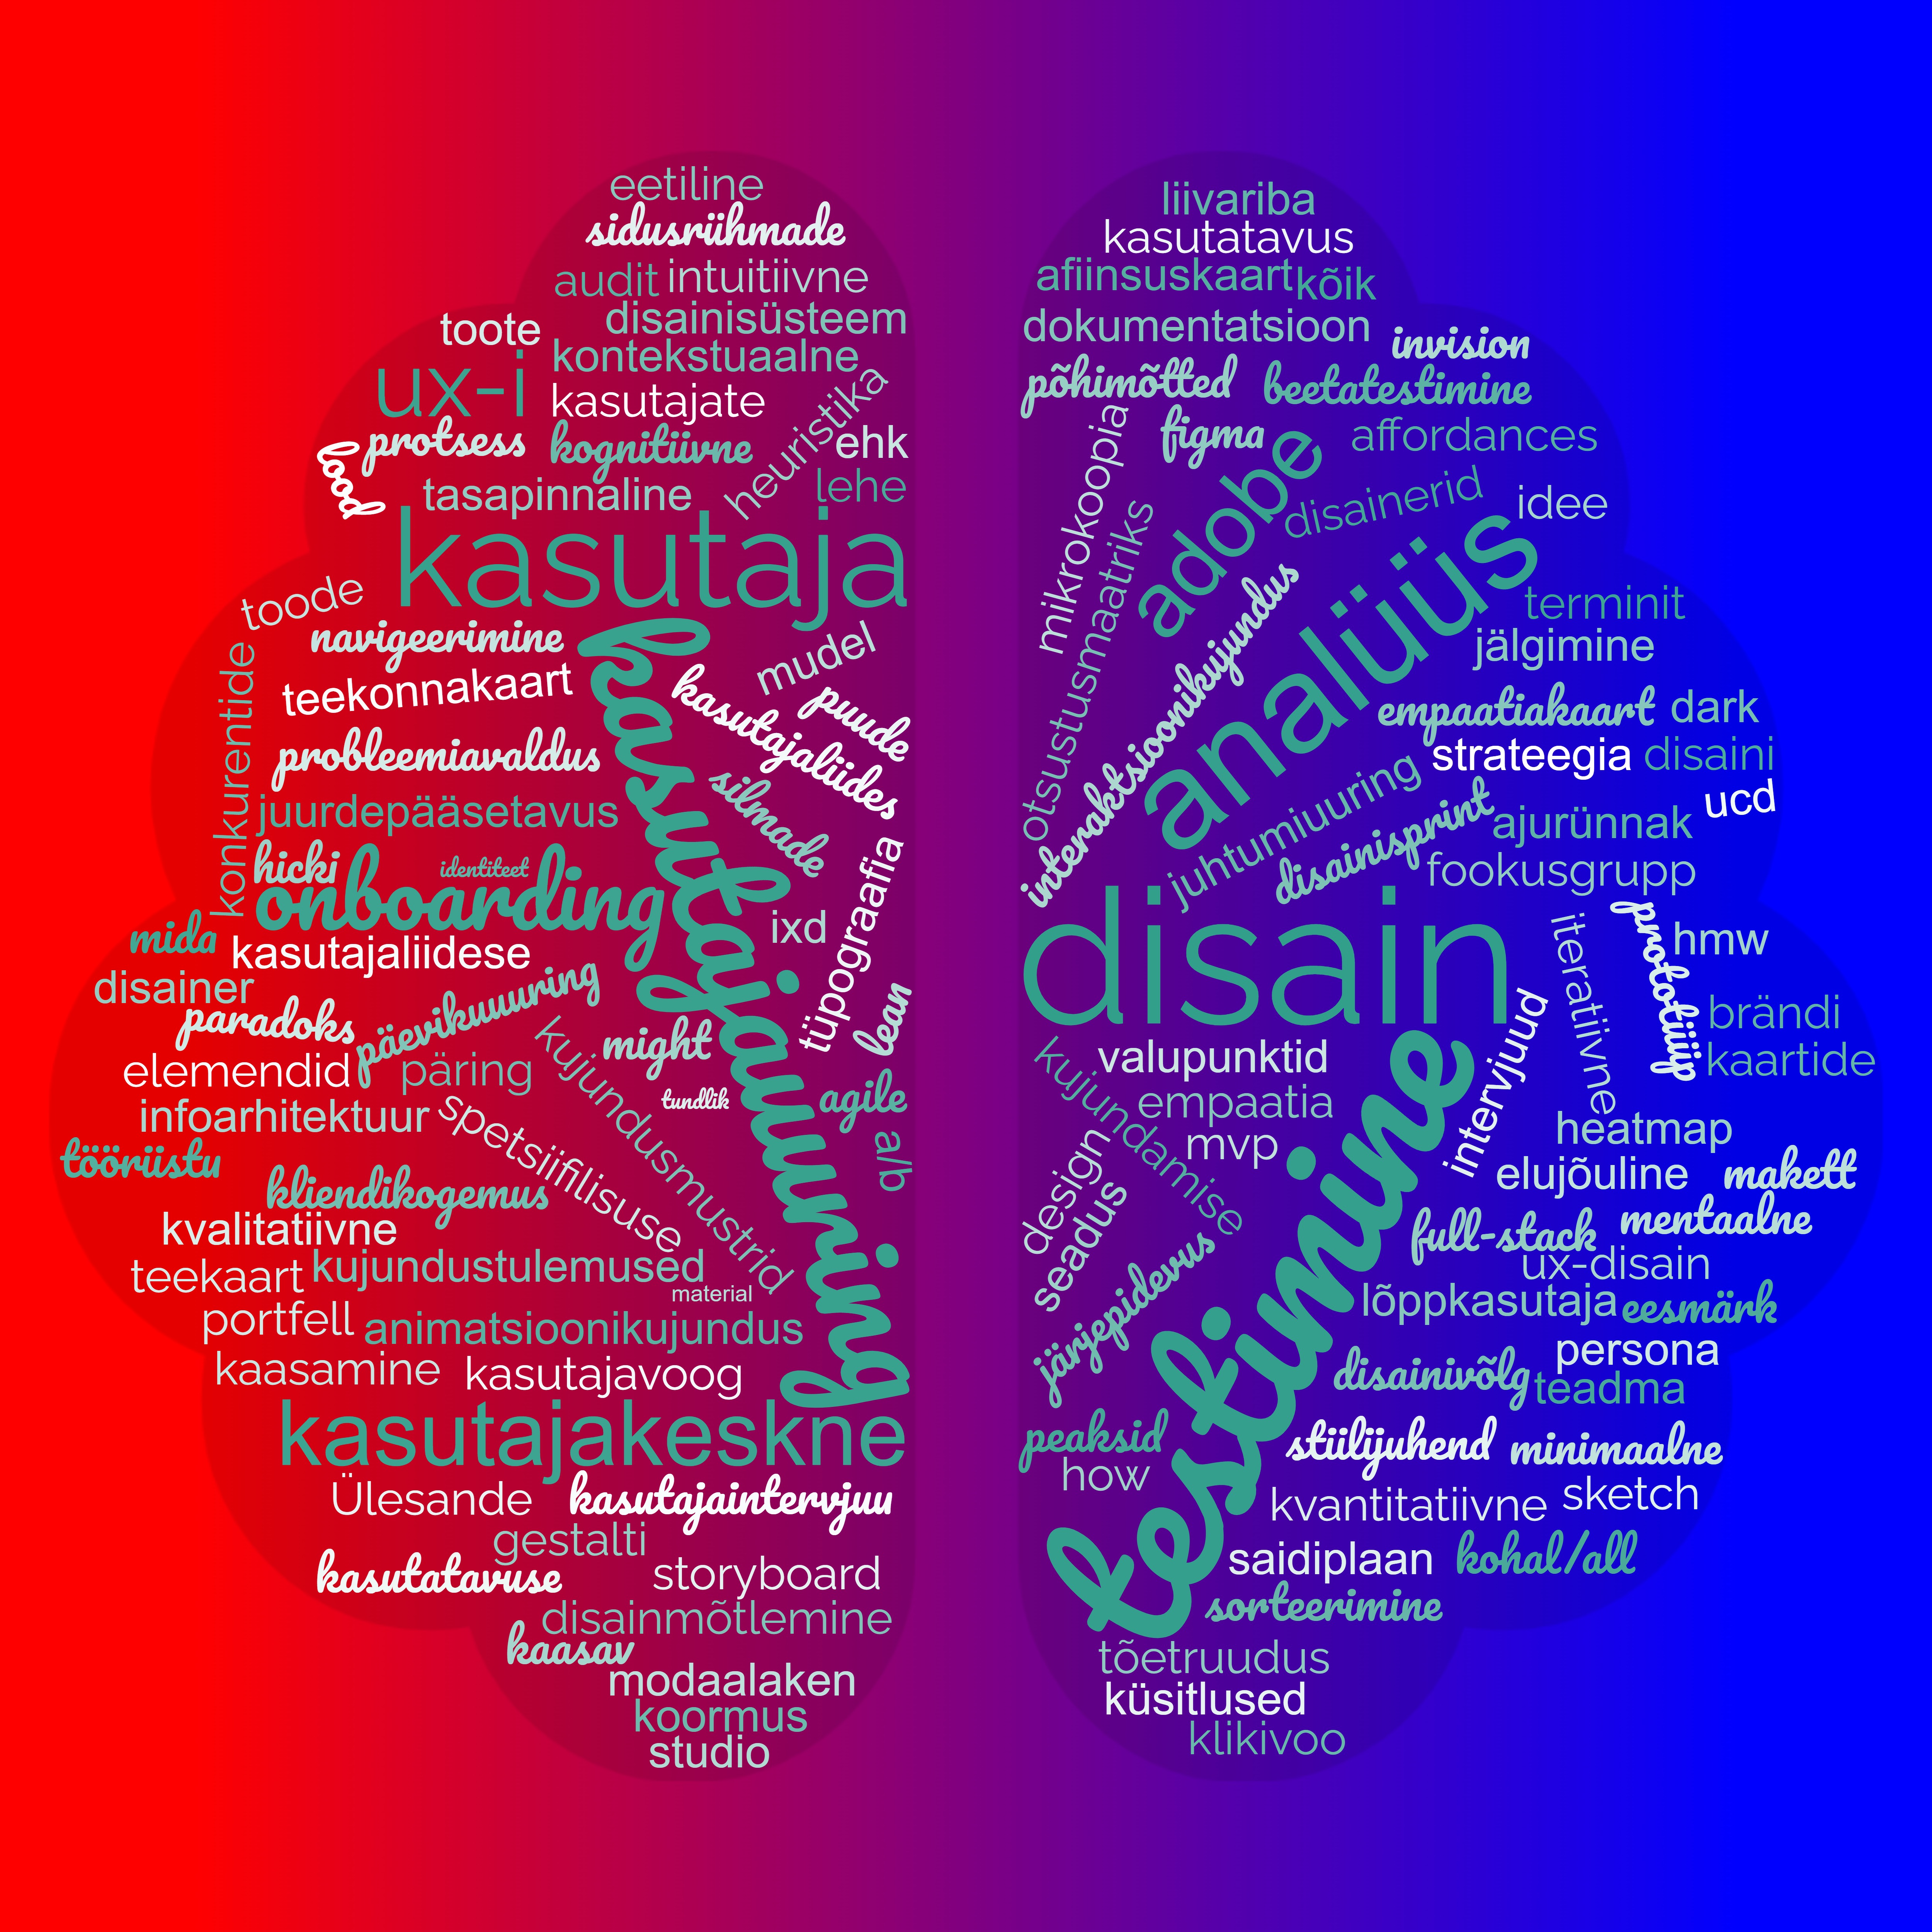 eetiline
sidusrühmade
audit
intuitiivne
disainisüsteem
toote
kontekstuaalne
ux-i
kasutajate
heuristika
protsess
kognitiivne
ehk
lood
tasapinnaline
lehe
kasutaja
toode
navigeerimine
mudel
teekonnakaart
kasutajaliides
puude
konkurentide
probleemiavaldus
kasutajauuring
silmade
juurdepääsetavus
hicki
identiteet
onboarding
tüpograafia
ixd
mida
kasutajaliidese
disainer
paradoks
päevikuuuring
lean
might
elemendid
päring
kujundusmustrid
tundlik
agile
infoarhitektuur
spetsiifilisuse
a/b
tööriistu
kliendikogemus
kvalitatiivne
teekaart
kujundustulemused
material
portfell
animatsioonikujundus
kaasamine
kasutajavoog
kasutajakeskne
Ülesande
kasutajaintervjuu
gestalti
kasutatavuse
storyboard
disainmõtlemine
kaasav
modaalaken
koormus
studio
liivariba
kasutatavus
afiinsuskaart
kõik
dokumentatsioon
invision
põhimõtted
beetatestimine
mikrokoopia
figma
affordances
adobe
disainerid
idee
otsustusmaatriks
analüüs
interaktsioonikujundus
terminit
jälgimine
empaatiakaart
dark
strateegia
disaini
juhtumiuuring
ucd
disainisprint
ajurünnak
fookusgrupp
disain
iteratiivne
prototüüp
hmw
brändi
kaartide
intervjuud
kujundamise
valupunktid
empaatia
mvp
testimine
heatmap
design
seadus
elujõuline
makett
full-stack
mentaalne
ux-disain
järjepidevus
lõppkasutaja
eesmärk
persona
disainivõlg
teadma
peaksid
stiilijuhend
minimaalne
how
kvantitatiivne
sketch
saidiplaan
kohal/all
sorteerimine
tõetruudus
küsitlused
klikivoo